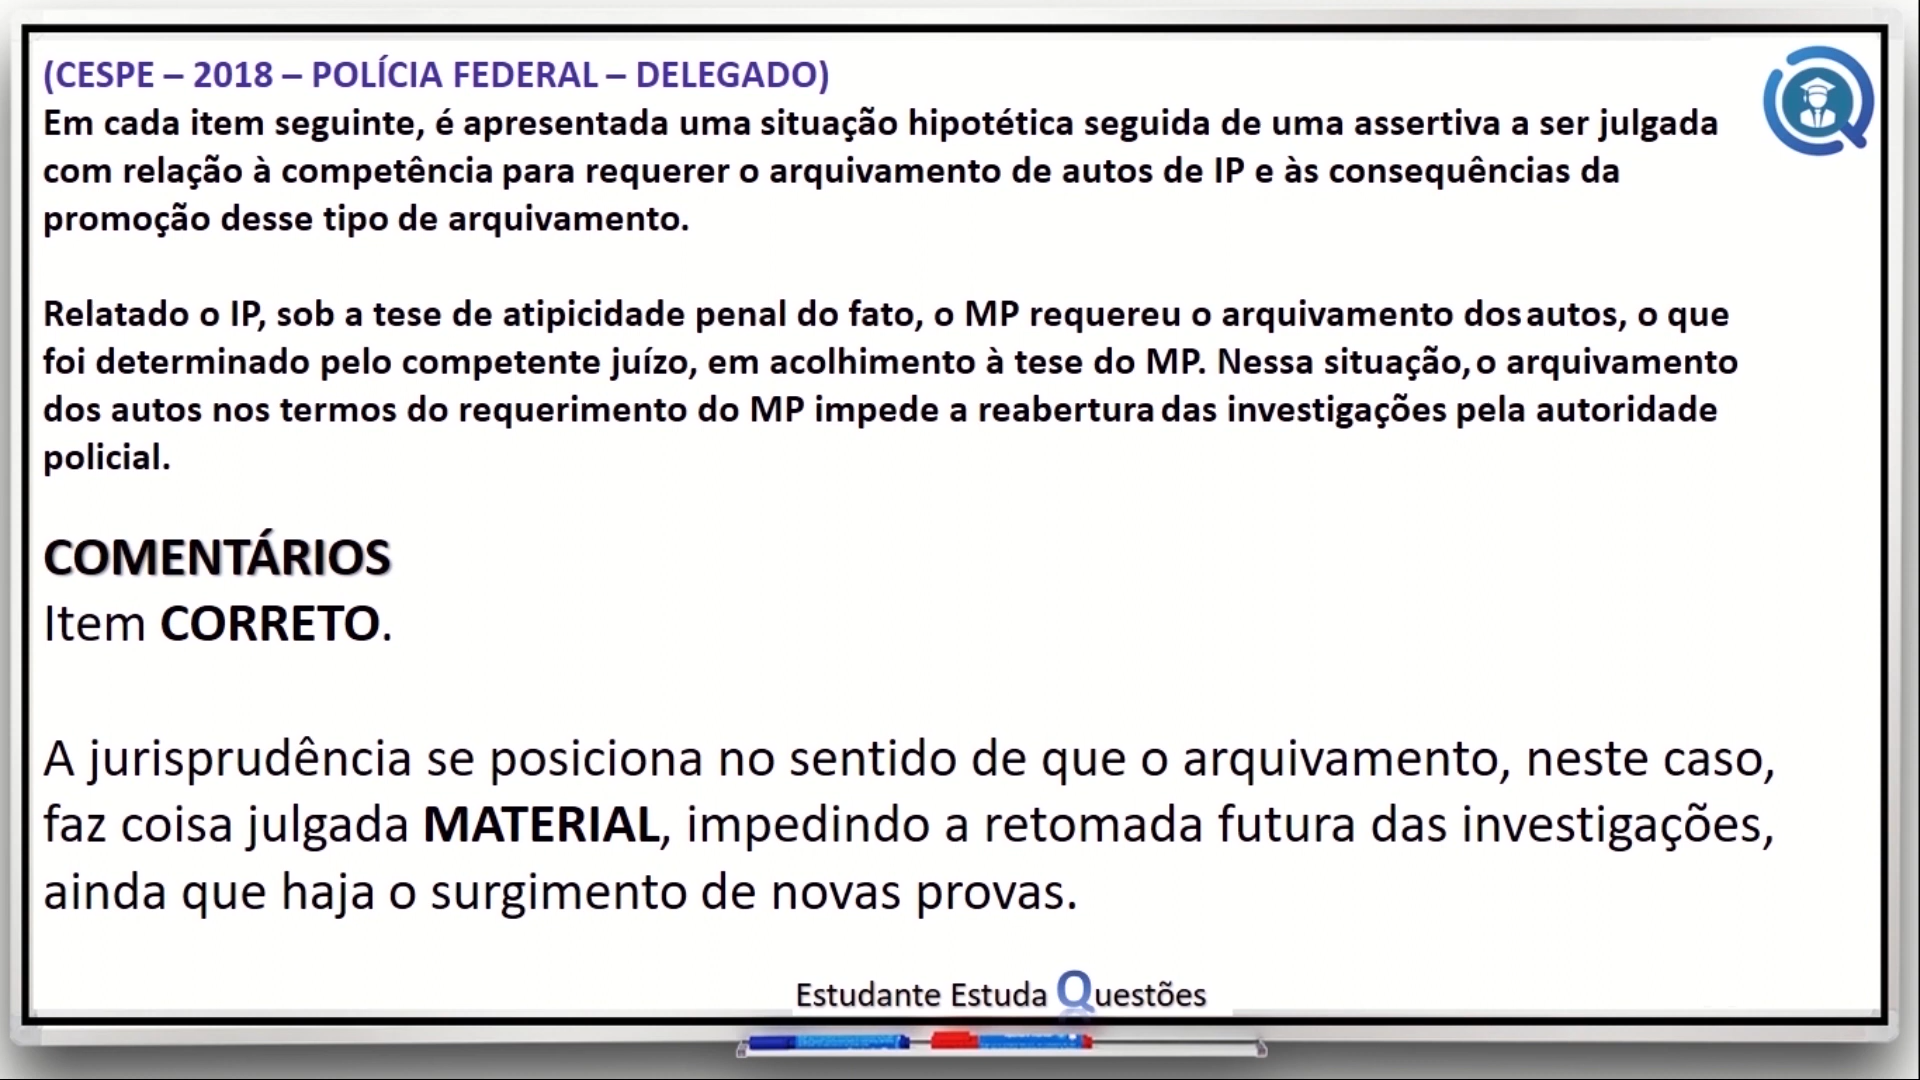 (CESPE – 2018 – POLÍCIA FEDERAL – DELEGADO)
Em cada item seguinte, é apresentada uma situação hipotética seguida de uma assertiva a ser julgada
com relação à competência para requerer o arquivamento de autos de IP e às consequências da
promoção desse tipo de arquivamento.
Relatado o IP, sob a tese de atipicidade penal do fato, o MP requereu o arquivamento dos autos, o que
foi determinado pelo competente juízo, em acolhimento à tese do MP. Nessa situação, o arquivamento
dos autos nos termos do requerimento do MP impede a reabertura das investigações pela autoridade
policial.
COMENTÁRIOS
Item CORRETO.
A jurisprudência se posiciona no sentido de que o arquivamento, neste caso,
faz coisa julgada MATERIAL, impedindo a retomada futura das investigações,
ainda que haja o surgimento de novas provas.
Estudante Estuda Questões